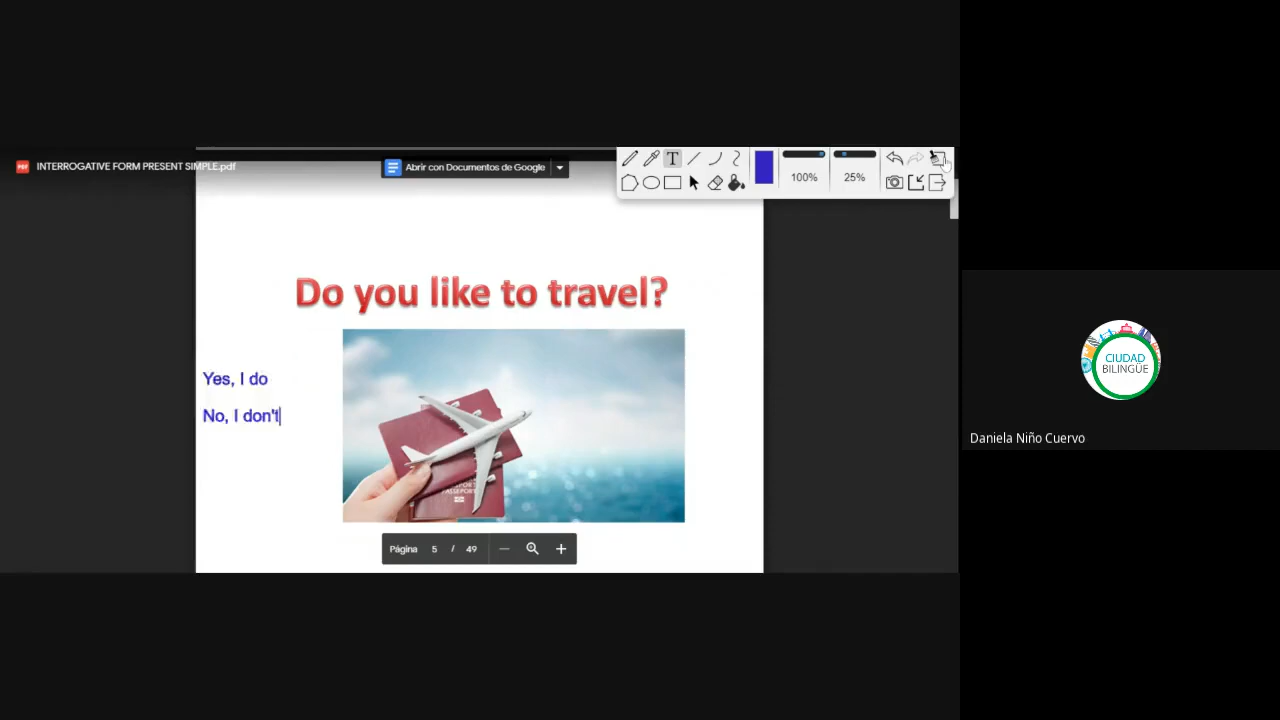 INTERROGATIVE FORM PRESENT SIMPLE.pdf
Abrir con Documentos de Google
T
100%
25%
Do you like to travel?
Yes, I do
No, I don't
Página 5 / 49
CIUDAD
BILINGÜE
Daniela Niño Cuervo